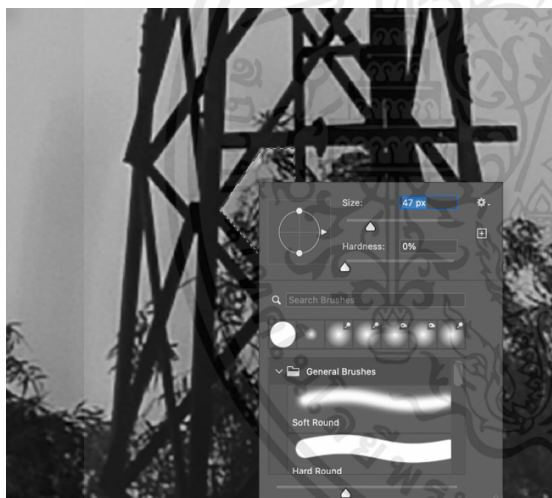 Size:
47 px
Hardness:
0%
Search Brushes
General Brushes
Soft Round
Hard Round